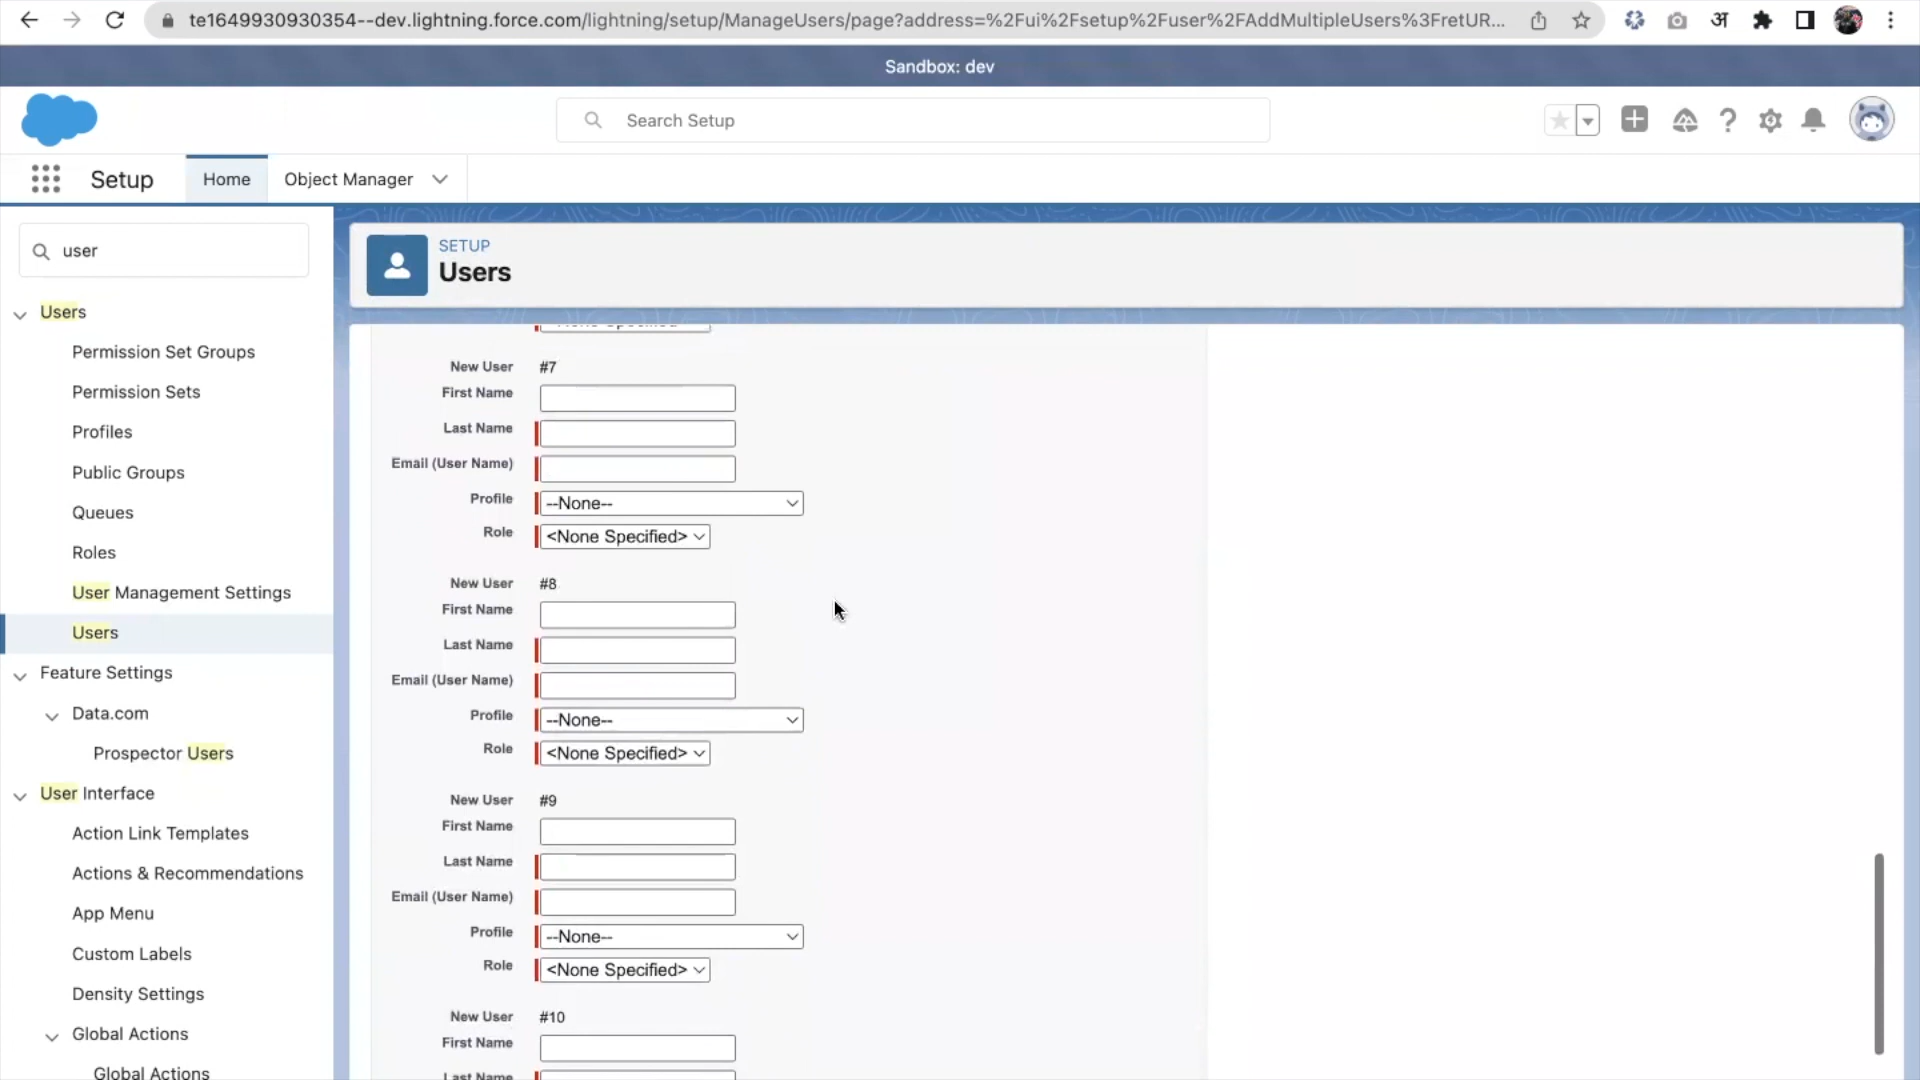 te1649930930354--dev.lightning.force.com/lightning/setup/ManageUsers/page?address=%2Fui%2Fsetup%2Fuser%2FAddMultipleUsers%3FretUR...
अ
Sandbox: dev
Search Setup
Setup
Home
Object Manager
user
Users
Permission Set Groups
Permission Sets
Profiles
Public Groups
Queues
Roles
User Management Settings
Users
Feature Settings
Data.com
Prospector Users
User Interface
Action Link Templates
Actions & Recommendations
App Menu
Custom Labels
Density Settings
Global Actions
Global Actions
SETUP
Users
New User #7
First Name
Last Name
Email (User Name)
Profile --None--
Role <None Specified>
New User #8
First Name
Last Name
Email (User Name)
Profile --None--
Role <None Specified>
New User #9
First Name
Last Name
Email (User Name)
Profile --None--
Role <None Specified>
New User #10
First Name
Last Name